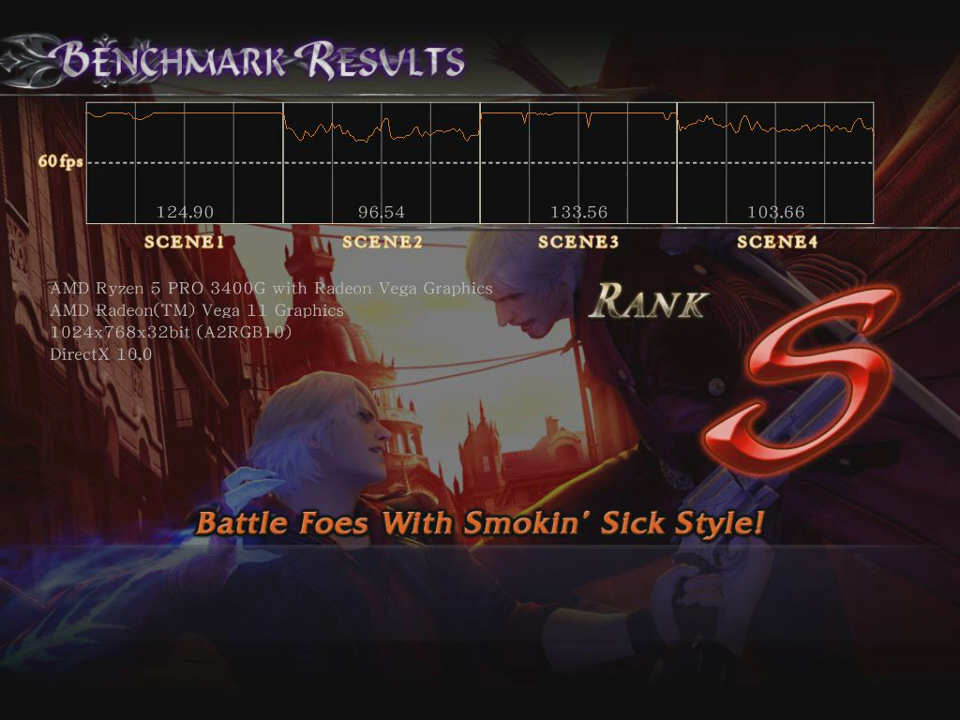 BENCHMARK RESULTS
60fps
124.90 96.54 133.56 103.66
SCENE1 SCENE2 SCENE3 SCENE4
AMD Ryzen 5 PRO 3400G with Radeon Vega Graphics
AMD Radeon(TM) Vega 11 Graphics
1024x768x32bit (A2RGB10)
DirectX 10.0
RANK S
Battle Foes With Smokin' Sick Style!